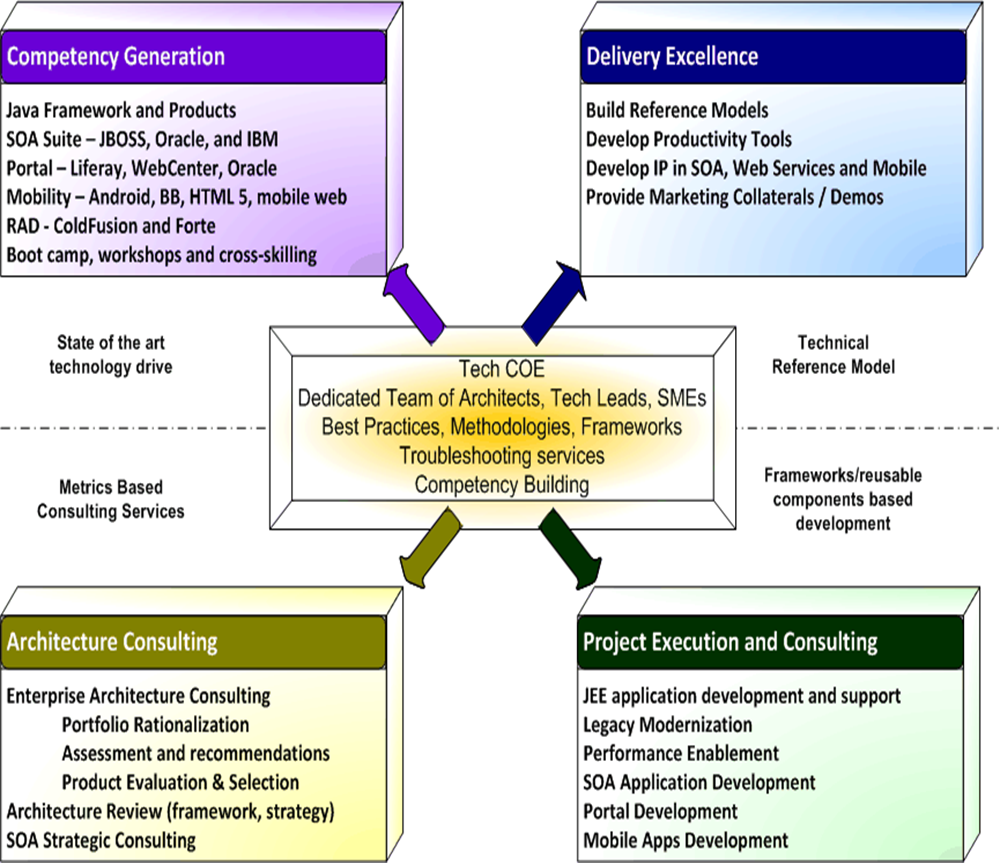 Competency Generation
Java Framework and Products
SOA Suite – JBOSS, Oracle, and IBM
Portal – Liferay, WebCenter, Oracle
Mobility – Android, BB, HTML 5, mobile web
RAD - ColdFusion and Forte
Boot camp, workshops and cross-skilling
Delivery Excellence
Build Reference Models
Develop Productivity Tools
Develop IP in SOA, Web Services and Mobile
Provide Marketing Collaterals / Demos
State of the art
technology drive
Technical
Reference Model
Tech COE
Dedicated Team of Architects, Tech Leads, SMEs
Best Practices, Methodologies, Frameworks
Troubleshooting services
Competency Building
Metrics Based
Consulting Services
Frameworks/reusable
components based
development
Architecture Consulting
Enterprise Architecture Consulting
Portfolio Rationalization
Assessment and recommendations
Product Evaluation & Selection
Architecture Review (framework, strategy)
SOA Strategic Consulting
Project Execution and Consulting
JEE application development and support
Legacy Modernization
Performance Enablement
SOA Application Development
Portal Development
Mobile Apps Development